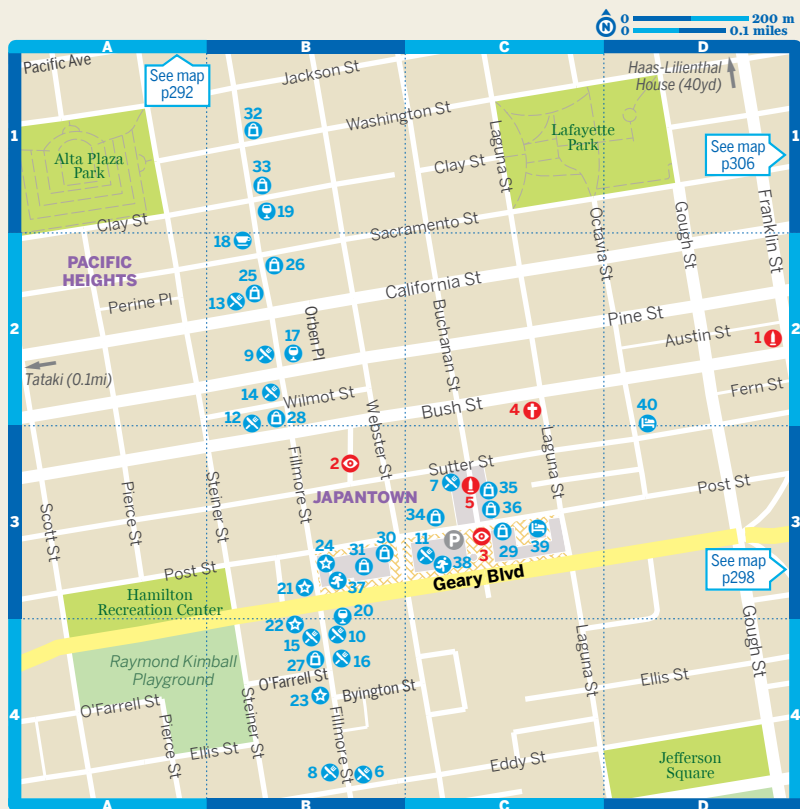 0 200 m
N
0 0.1 miles
A B C D
Pacific Ave
See map
p292
Jackson St
Haas-Lilienthal
House (40yd)
32
Washington St
1
1
Alta Plaza
Park
Laguna St
Lafayette
Park
See map
p306
33
Clay St
19
Clay St
Sacramento St
18
Octavia St
Gough St
Franklin St
PACIFIC
HEIGHTS
26
25
California St
13
Perine Pl
Orben Pl
Buchanan St
Pine St
2
2
17
Austin St
1
9
Tataki (0.1mi)
14
Wilmot St
Fern St
Webster St
Bush St
4
40
12
28
2
Sutter St
Laguna St
Fillmore St
Steiner St
Pierce St
JAPANTOWN
7
5
35
Post St
Scott St
34
36
3
3
24
31
30
11
P
3
29
39
Post St
38
Geary Blvd
See map
p298
21
37
Hamilton
Recreation Center
20
22
10
15
Raymond Kimball
Playground
27
16
Laguna St
Gough St
O'Farrell St
Ellis St
23
Byington St
O'Farrell St
Steiner St
Fillmore St
Pierce St
4
4
Ellis St
Eddy St
Jefferson
Square
8
6
A B C D